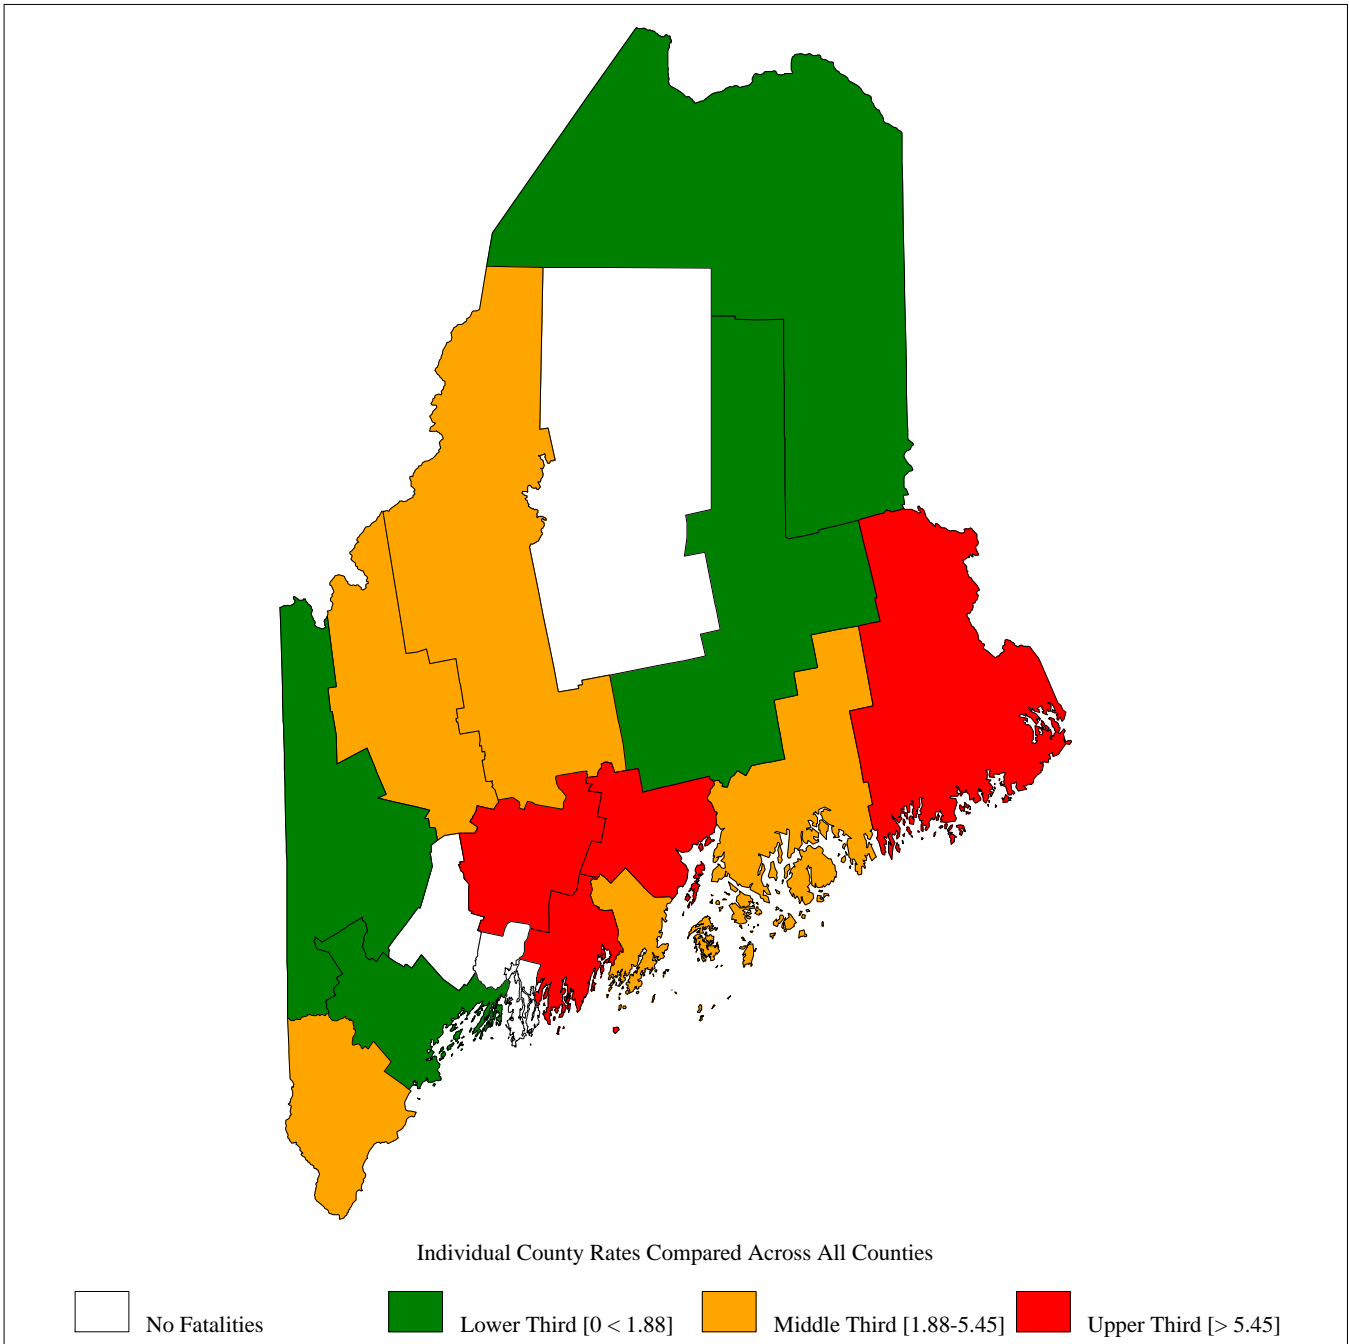 Individual County Rates Compared Across All Counties
No Fatalities Lower Third [0 < 1.88] Middle Third [1.88-5.45] Upper Third [> 5.45]